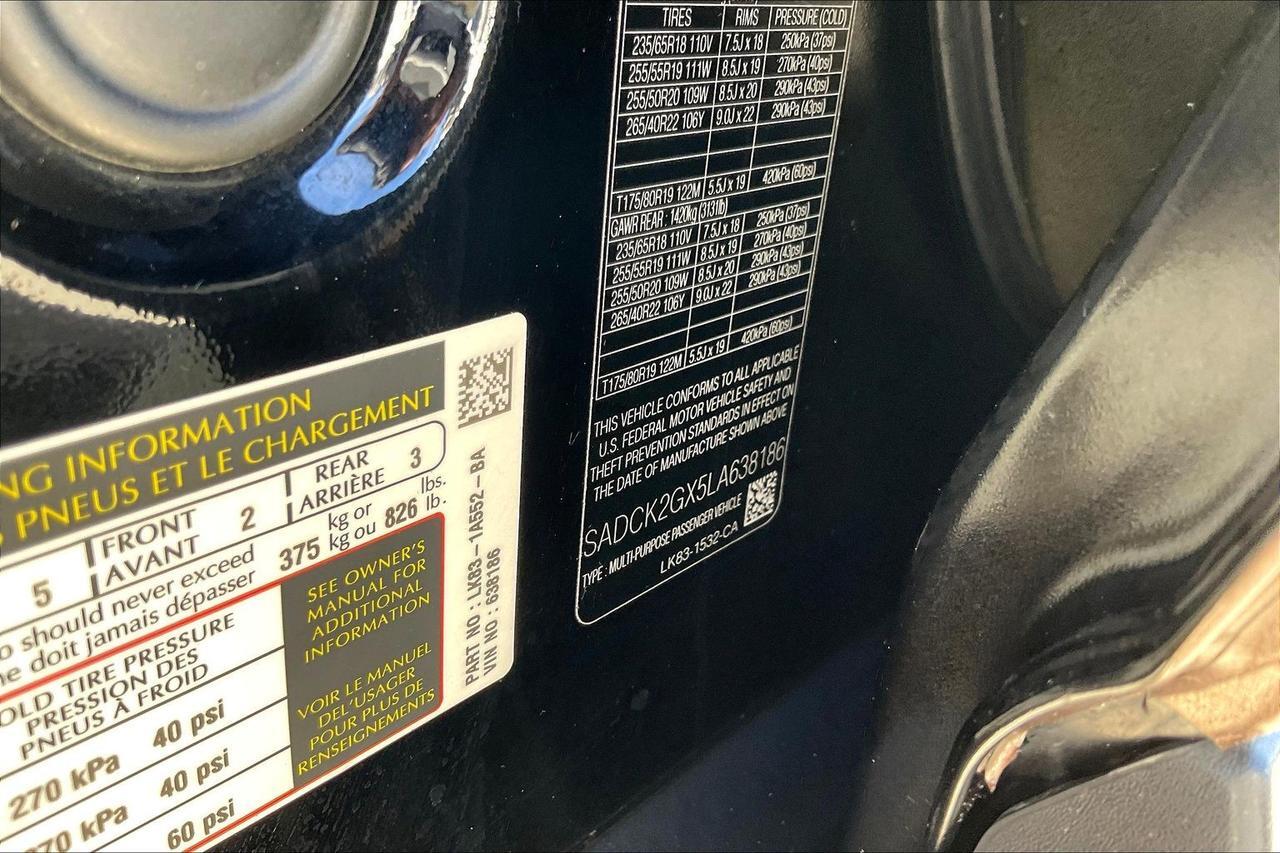 NG INFORMATION
PNEUS ET LE CHARGEMENT
5 FRONT AVANT 2 REAR ARRIÈRE 3
o should never exceed
ne doit jamais dépasser
375 kg or kg ou 826 lbs. lb.
OLD TIRE PRESSURE
PRESSION DES
PNEUS À FROID
270 kPa 40 psi
70 kPa 40 psi
60 psi
SEE OWNER'S
MANUAL FOR
ADDITIONAL
INFORMATION
VOIR LE MANUEL
DEL'USAGER
POUR PLUS DE
RENSEIGNEMENTS
PART NO : LK83-1A552-BA
VIN NO : 638186
TIRES RIMS PRESSURE (COLD)
235/65R18 110V 7.5J x 18 250kPa (37psi)
255/55R19 111W 8.5J x 19 270kPa (40psi)
255/50R20 109W 8.5J x 20 290kPa (43psi)
265/40R22 106Y 9.0J x 22 290kPa (43psi)
T175/80R19 122M 5.5J x 19 420kPa (60psi)
GAWR REAR : 1420kg (3131lb)
235/65R18 110V 7.5J x 18 250kPa (37psi)
255/55R19 111W 8.5J x 19 270kPa (40psi)
255/50R20 109W 8.5J x 20 290kPa (43psi)
265/40R22 106Y 9.0J x 22 290kPa (43psi)
T175/80R19 122M 5.5J x 19 420kPa (60psi)
THIS VEHICLE CONFORMS TO ALL APPLICABLE
U.S. FEDERAL MOTOR VEHICLE SAFETY AND
THEFT PREVENTION STANDARDS IN EFFECT ON
THE DATE OF MANUFACTURE SHOWN ABOVE
SADCK2GX5LA638186
TYPE : MULTI-PURPOSE PASSENGER VEHICLE
LK83-1532-CA